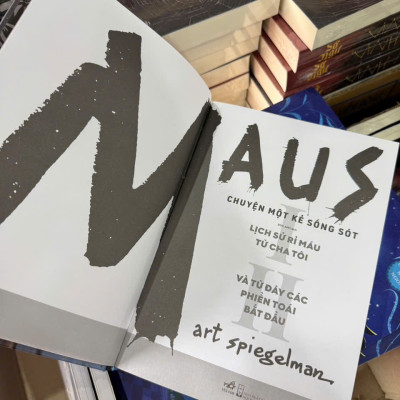 MAUS
CHUYỆN MỘT KẺ SỐNG SÓT
I
LỊCH SỬ RỈ MÁU
TỪ CHA TÔI
II
VÀ TỪ ĐÂY CÁC
PHIỀN TOÁI
BẮT ĐẦU
art spiegelman